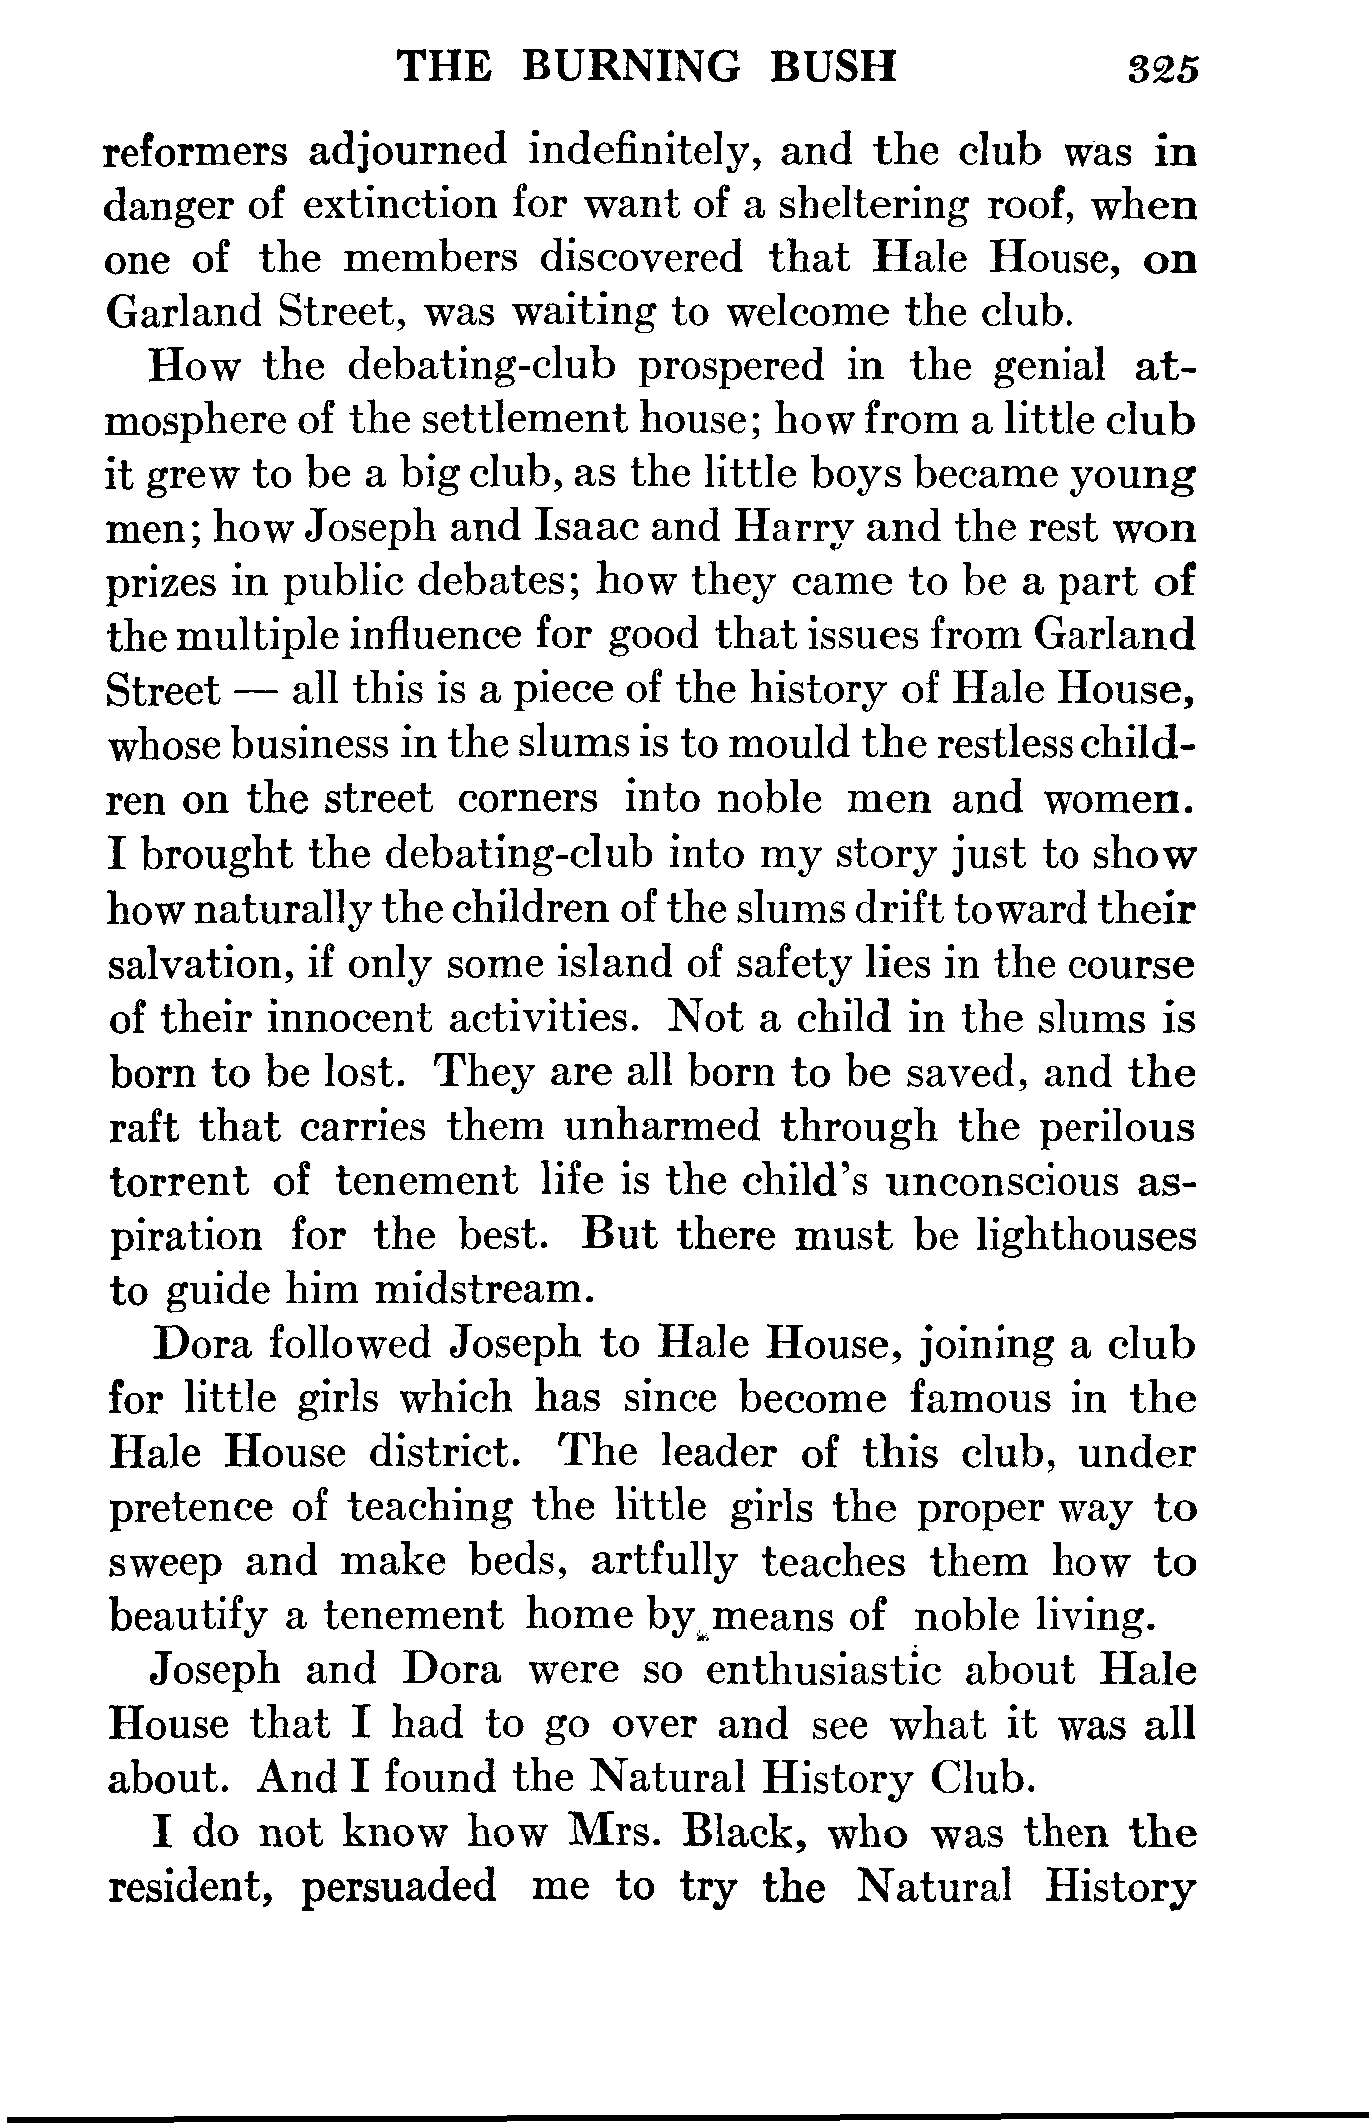 THE BURNING BUSH 325
reformers adjourned indefinitely, and the club was in
danger of extinction for want of a sheltering roof, when
one of the members discovered that Hale House, on
Garland Street, was waiting to welcome the club.
How the debating-club prospered in the genial at-
mosphere of the settlement house; how from a little club
it grew to be a big club, as the little boys became young
men; how Joseph and Isaac and Harry and the rest won
prizes in public debates; how they came to be a part of
the multiple influence for good that issues from Garland
Street — all this is a piece of the history of Hale House,
whose business in the slums is to mould the restless child-
ren on the street corners into noble men and women.
I brought the debating-club into my story just to show
how naturally the children of the slums drift toward their
salvation, if only some island of safety lies in the course
of their innocent activities. Not a child in the slums is
born to be lost. They are all born to be saved, and the
raft that carries them unharmed through the perilous
torrent of tenement life is the child's unconscious as-
piration for the best. But there must be lighthouses
to guide him midstream.
Dora followed Joseph to Hale House, joining a club
for little girls which has since become famous in the
Hale House district. The leader of this club, under
pretence of teaching the little girls the proper way to
sweep and make beds, artfully teaches them how to
beautify a tenement home by means of noble living.
Joseph and Dora were so enthusiastic about Hale
House that I had to go over and see what it was all
about. And I found the Natural History Club.
I do not know how Mrs. Black, who was then the
resident, persuaded me to try the Natural History